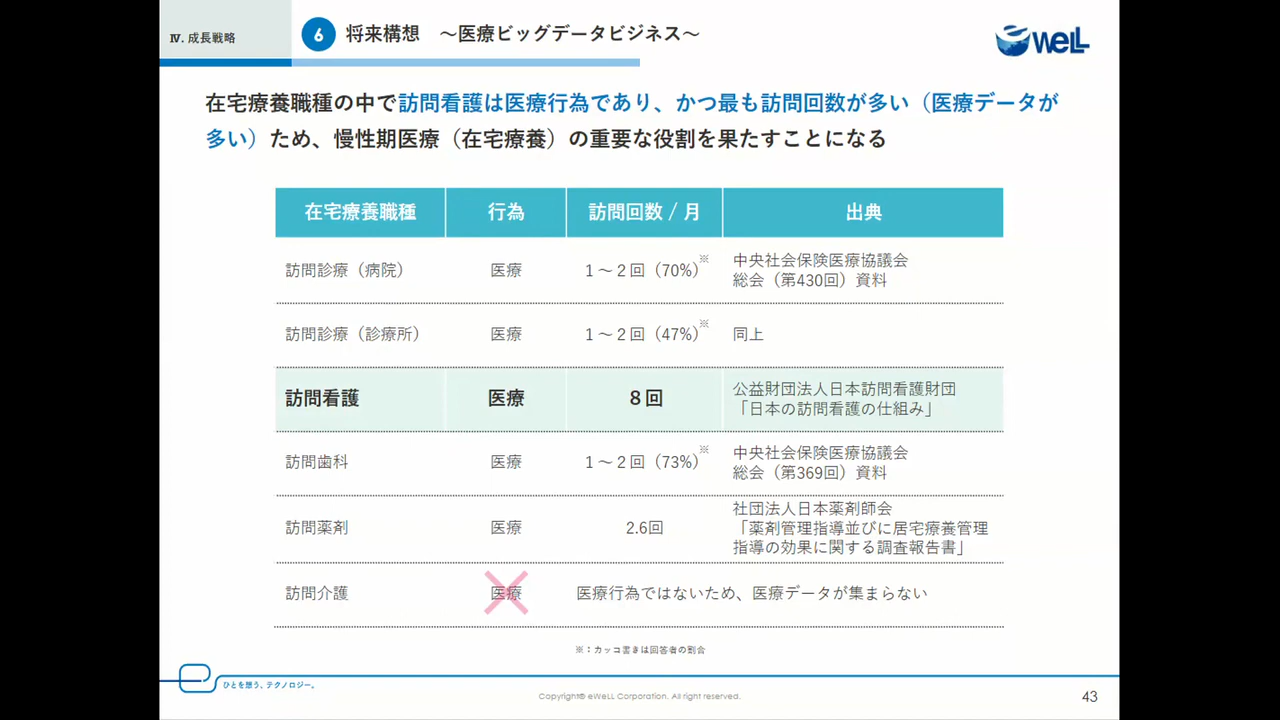 Ⅳ. 成長戦略
6 将来構想　～医療ビッグデータビジネス～
eWeLL
在宅療養職種の中で訪問看護は医療行為であり、かつ最も訪問回数が多い（医療データが
多い）ため、慢性期医療（在宅療養）の重要な役割を果たすことになる
在宅療養職種 行為 訪問回数 / 月 出典
訪問診療（病院） 医療 1～2回（70%）※ 中央社会保険医療協議会
総会（第430回）資料
訪問診療（診療所） 医療 1～2回（47%）※ 同上
訪問看護 医療 8回 公益財団法人日本訪問看護財団
「日本の訪問看護の仕組み」
訪問歯科 医療 1～2回（73%）※ 中央社会保険医療協議会
総会（第369回）資料
訪問薬剤 医療 2.6回 社団法人日本薬剤師会
「薬剤管理指導並びに居宅療養管理
指導の効果に関する調査報告書」
訪問介護 医療 医療行為ではないため、医療データが集まらない
※：カッコ書きは回答者の割合
ひとを想う、テクノロジー。
Copyright© eWeLL Corporation. All right reserved.
43